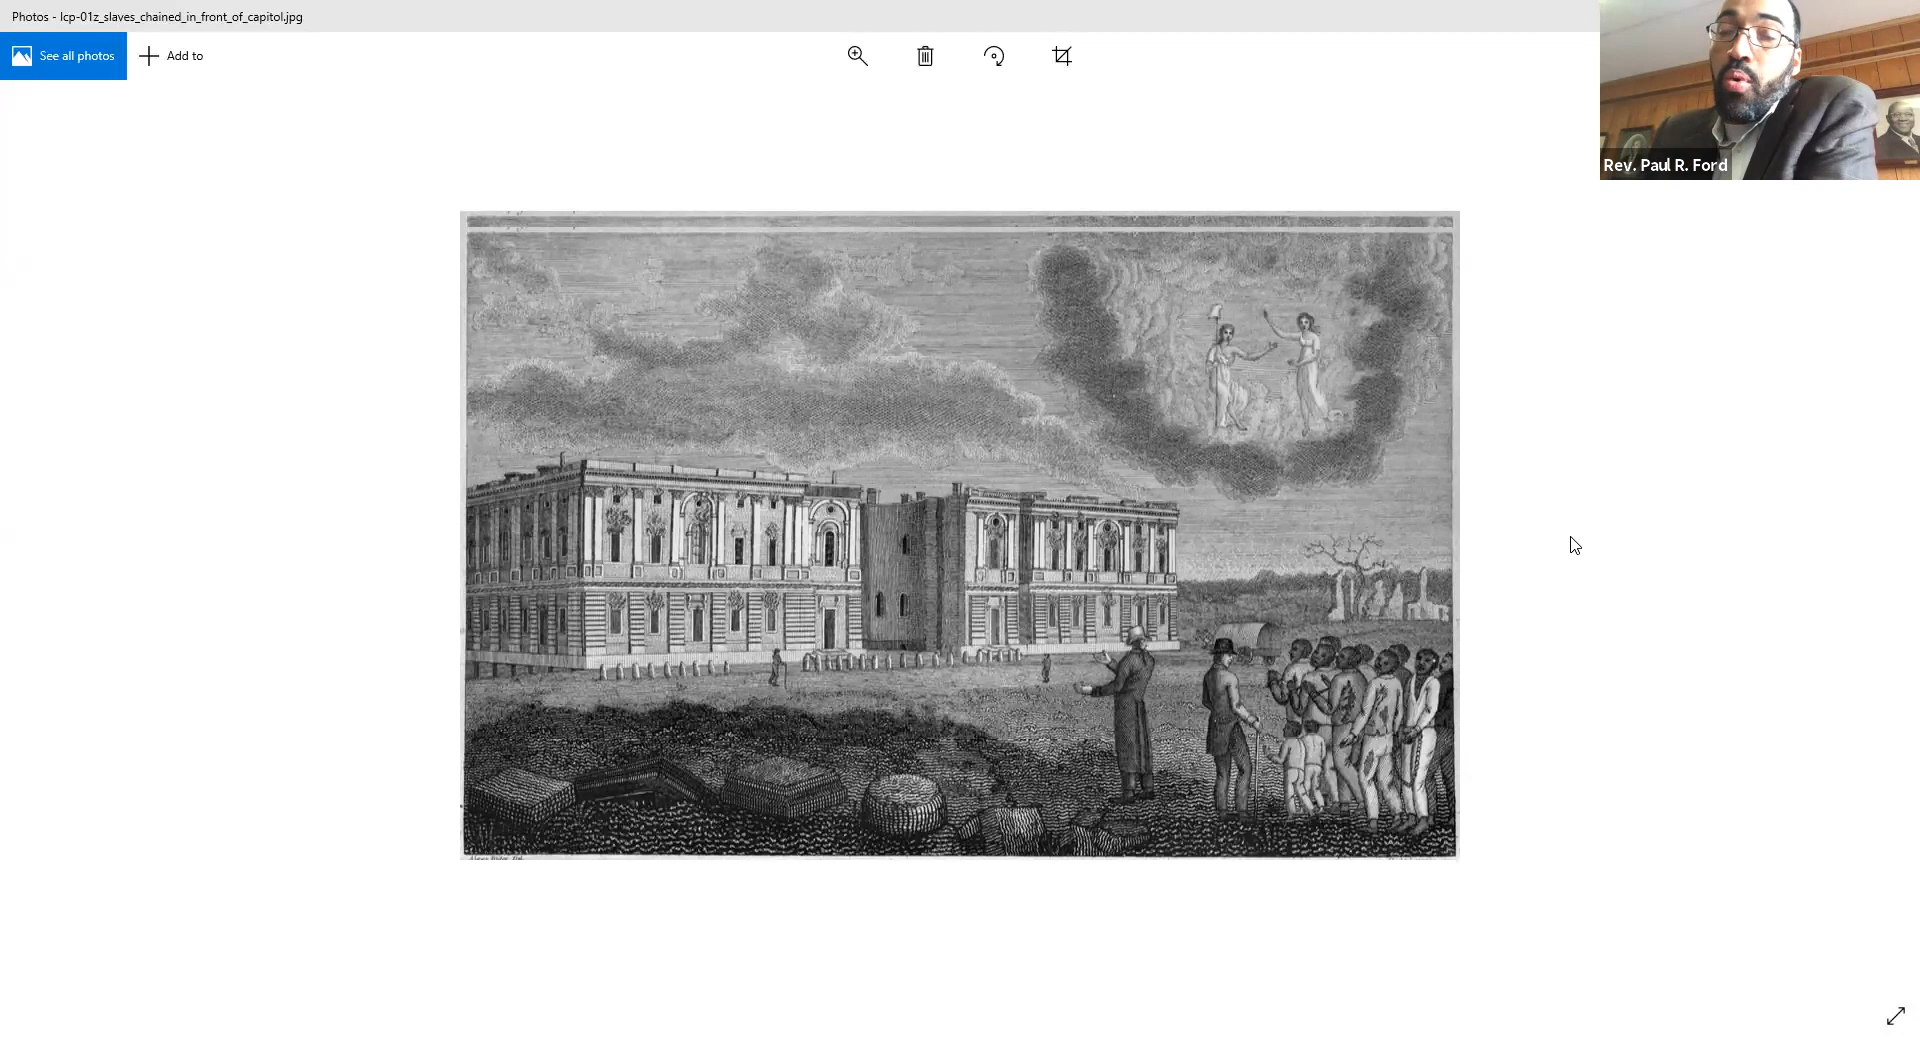 Photos - lcp-01z_slaves_chained_in_front_of_capitol.jpg
See all photos
Add to
Rev. Paul R. Ford